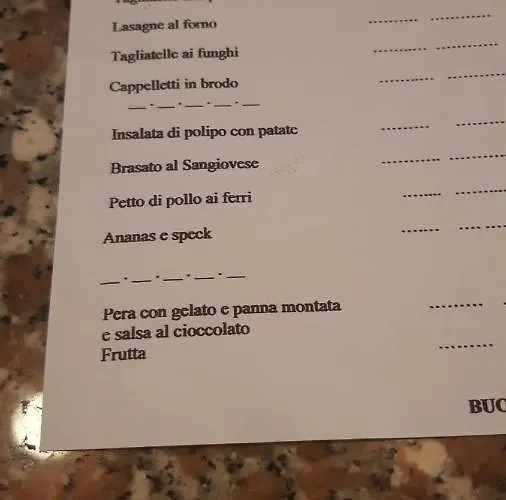 Lasagne al forno .......... .............
Tagliatelle ai funghi ........... .............
Cappelletti in brodo ........... ............
— · — · — · — · —
Insalata di polipo con patate ......... ..........
Brasato al Sangiovese ............ ............
Petto di pollo ai ferri ........ ...........
Ananas e speck ....... .... ....
— · — · — · — · —
Pera con gelato e panna montata ......... .
e salsa al cioccolato
Frutta .........